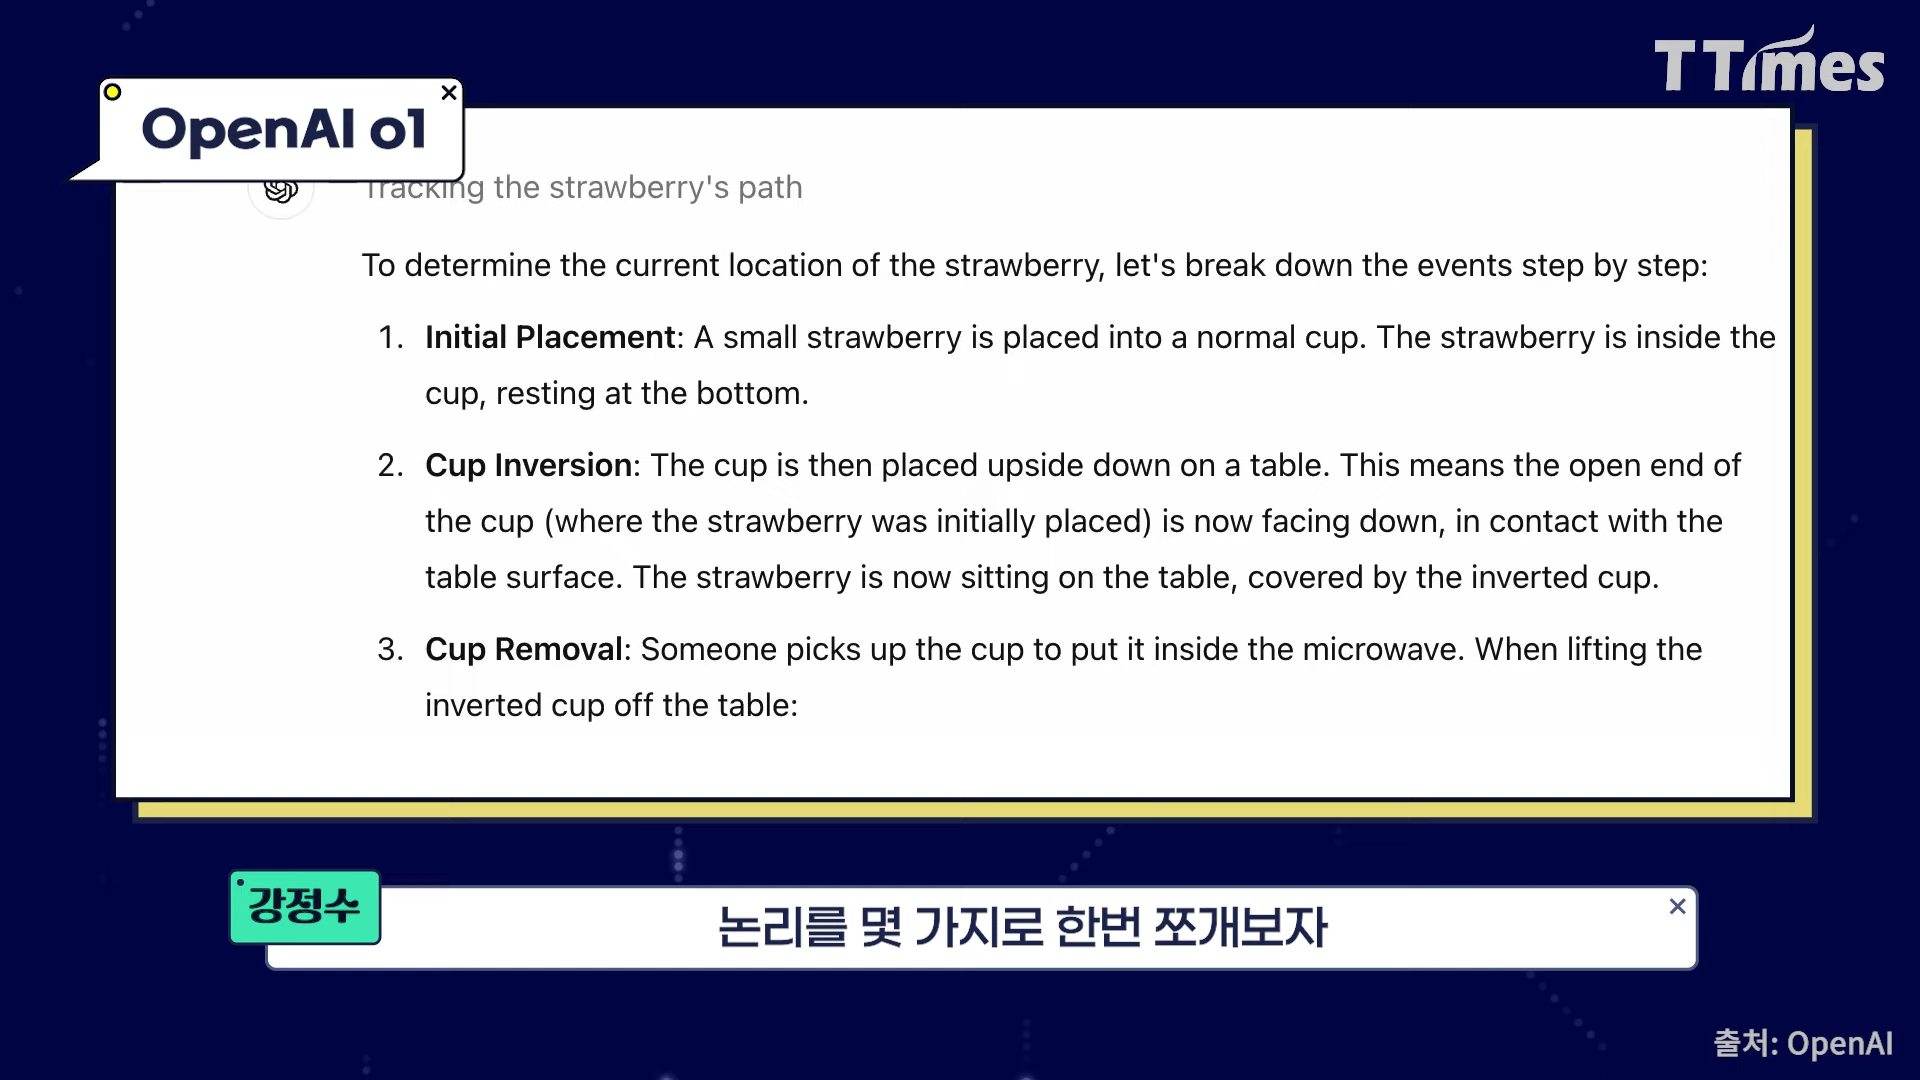 TTimes
OpenAI o1
Tracking the strawberry's path
To determine the current location of the strawberry, let's break down the events step by step:
1. Initial Placement: A small strawberry is placed into a normal cup. The strawberry is inside the
cup, resting at the bottom.
2. Cup Inversion: The cup is then placed upside down on a table. This means the open end of
the cup (where the strawberry was initially placed) is now facing down, in contact with the
table surface. The strawberry is now sitting on the table, covered by the inverted cup.
3. Cup Removal: Someone picks up the cup to put it inside the microwave. When lifting the
inverted cup off the table:
강정수
논리를 몇 가지로 한번 쪼개보자
출처: OpenAI